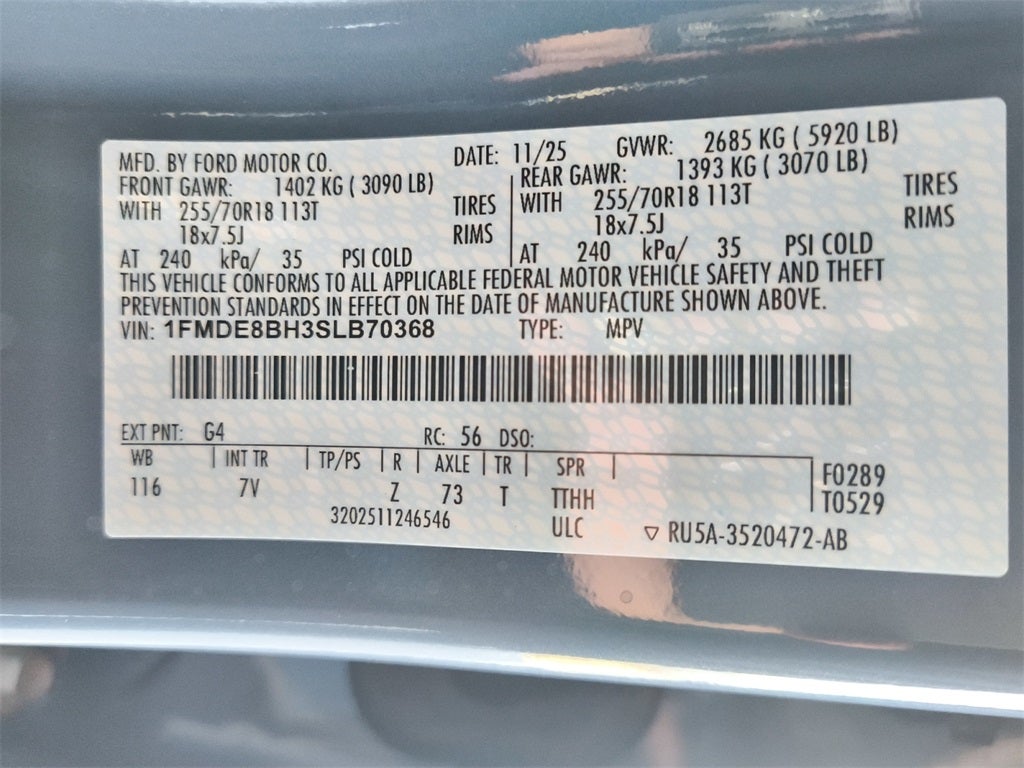 MFD. BY FORD MOTOR CO. DATE: 11/25 GVWR: 2685 KG ( 5920 LB)
FRONT GAWR: 1402 KG ( 3090 LB) REAR GAWR: 1393 KG ( 3070 LB)
WITH 255/70R18 113T TIRES WITH 255/70R18 113T TIRES
18x7.5J RIMS 18x7.5J RIMS
AT 240 kPa/ 35 PSI COLD AT 240 kPa/ 35 PSI COLD
THIS VEHICLE CONFORMS TO ALL APPLICABLE FEDERAL MOTOR VEHICLE SAFETY AND THEFT
PREVENTION STANDARDS IN EFFECT ON THE DATE OF MANUFACTURE SHOWN ABOVE.
VIN: 1FMDE8BH3SLB70368 TYPE: MPV
EXT PNT: G4 RC: 56 DSO:
WB INT TR TP/PS R AXLE TR SPR F0289
116 7V Z 73 T TTHH T0529
3202511246546 ULC RU5A-3520472-AB